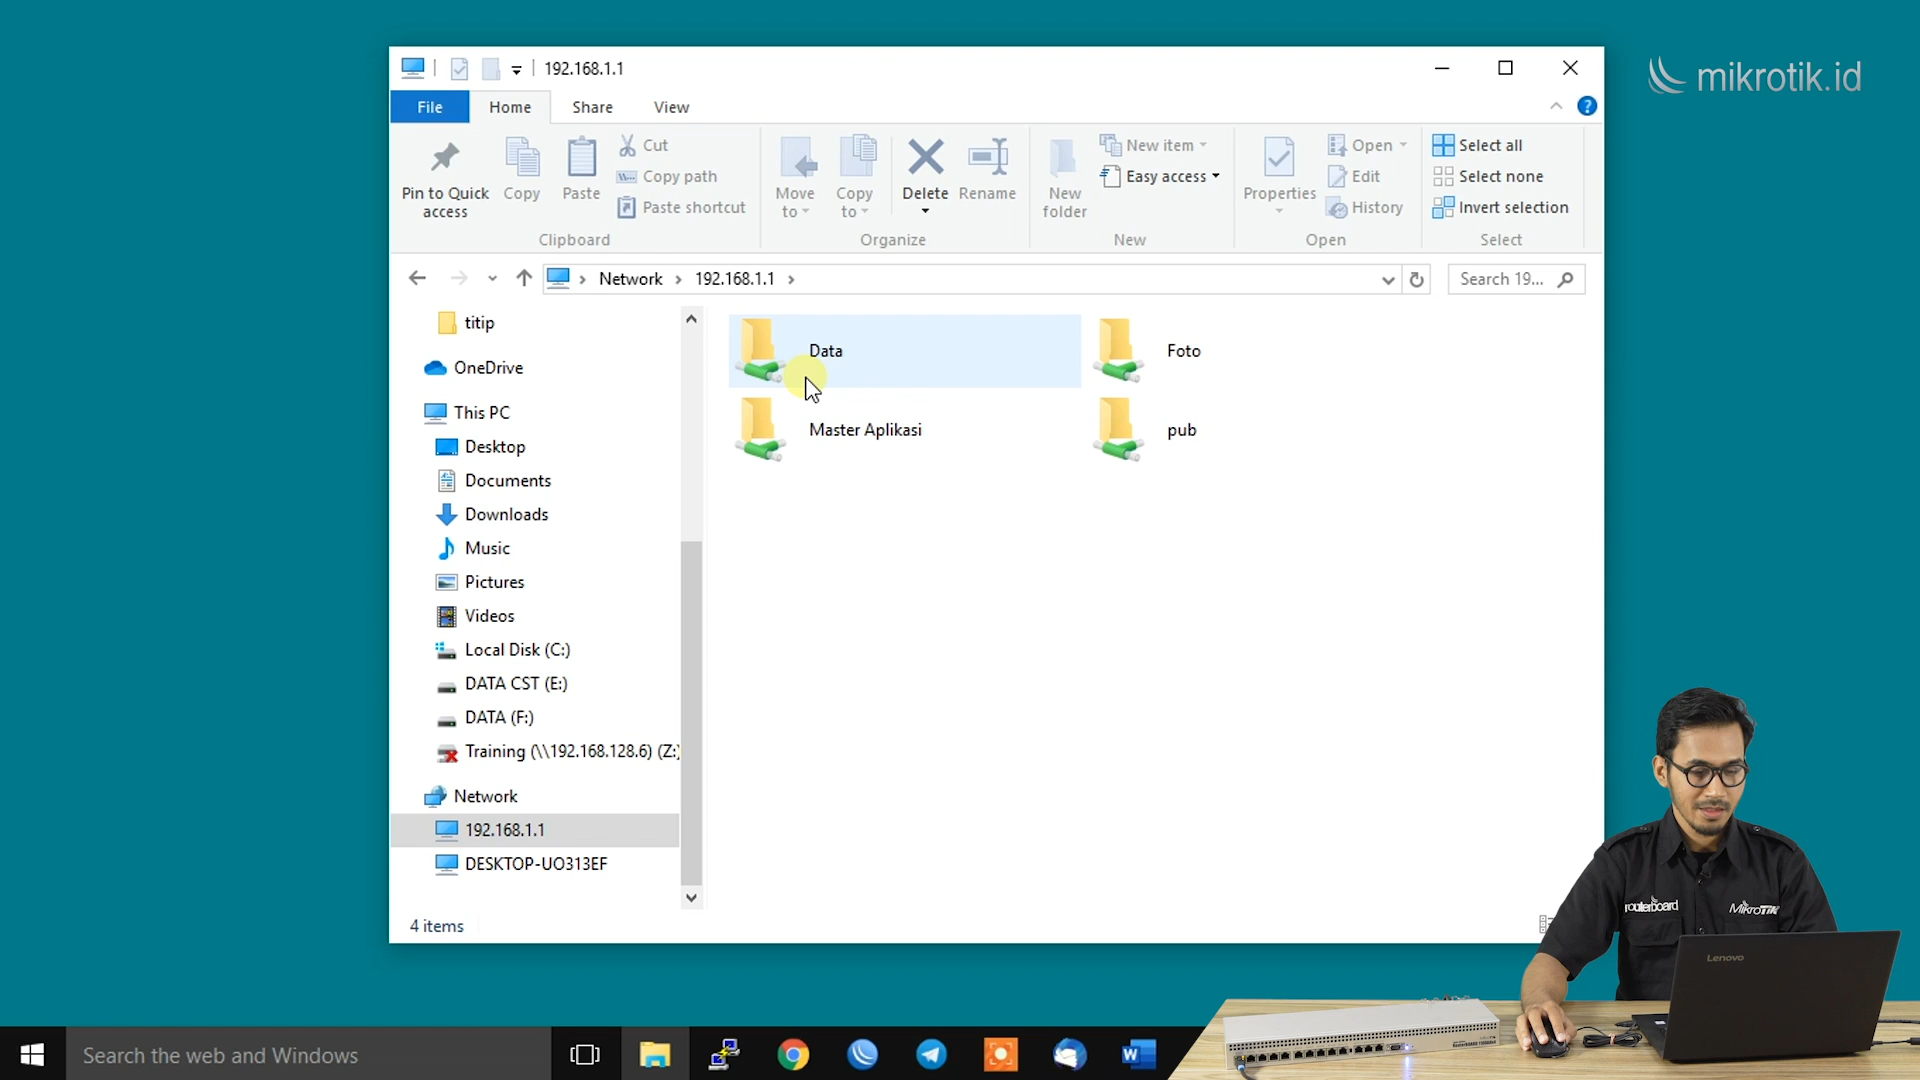 192.168.1.1
mikrotik.id
File
Home
Share
View
Pin to Quick access
Copy
Paste
Cut
Copy path
Paste shortcut
Clipboard
Move to
Copy to
Delete
Rename
Organize
New folder
New item
Easy access
New
Properties
Open
Edit
History
Open
Select all
Select none
Invert selection
Select
Network
192.168.1.1
Search 19...
titip
OneDrive
This PC
Desktop
Documents
Downloads
Music
Pictures
Videos
Local Disk (C:)
DATA CST (E:)
DATA (F:)
Training (\\192.168.128.6) (Z:)
Network
192.168.1.1
DESKTOP-UO313EF
Data
Foto
Master Aplikasi
pub
4 items
routerboard
MikroTik
Lenovo
Search the web and Windows